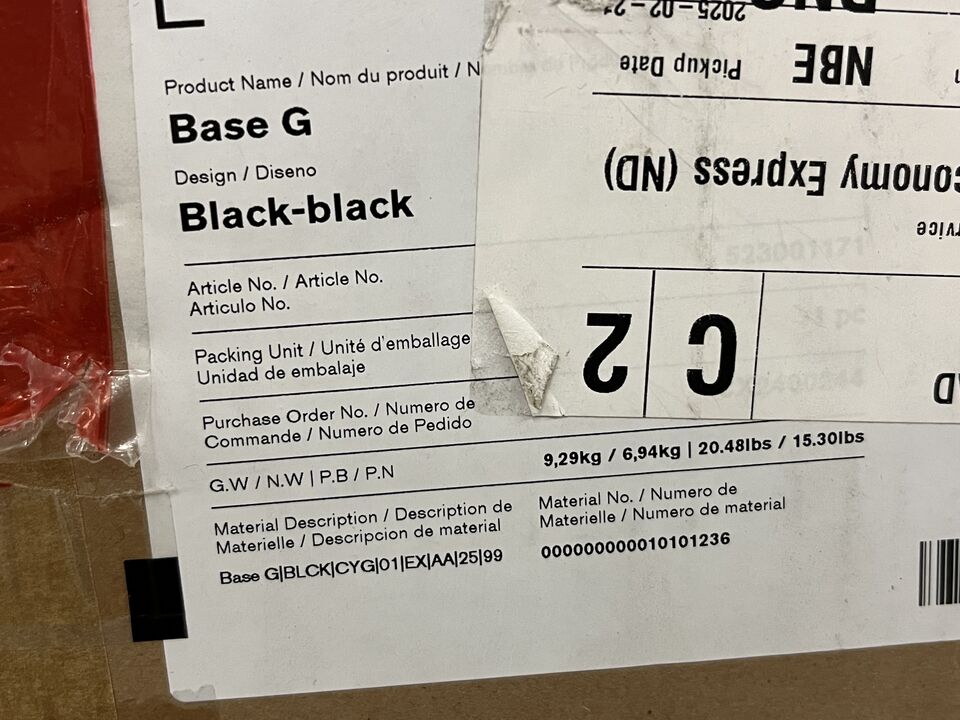 Product Name / Nom du produit / N
Base G
Design / Diseno
Black-black
Article No. / Article No.
Articulo No.
Packing Unit / Unité d'emballage
Unidad de embalaje
Purchase Order No. / Numero de
Commande / Numero de Pedido
G.W / N.W | P.B / P.N
9,29kg / 6,94kg | 20.48lbs / 15.30lbs
Material Description / Description de
Materielle / Descripcion de material
Base G|BLCK|CYG|01|EX|AA|25|99
Material No. / Numero de
Materielle / Numero de material
000000000010101236
C 2
conomy Express (ND)
NBE
Pickup Date
523001171